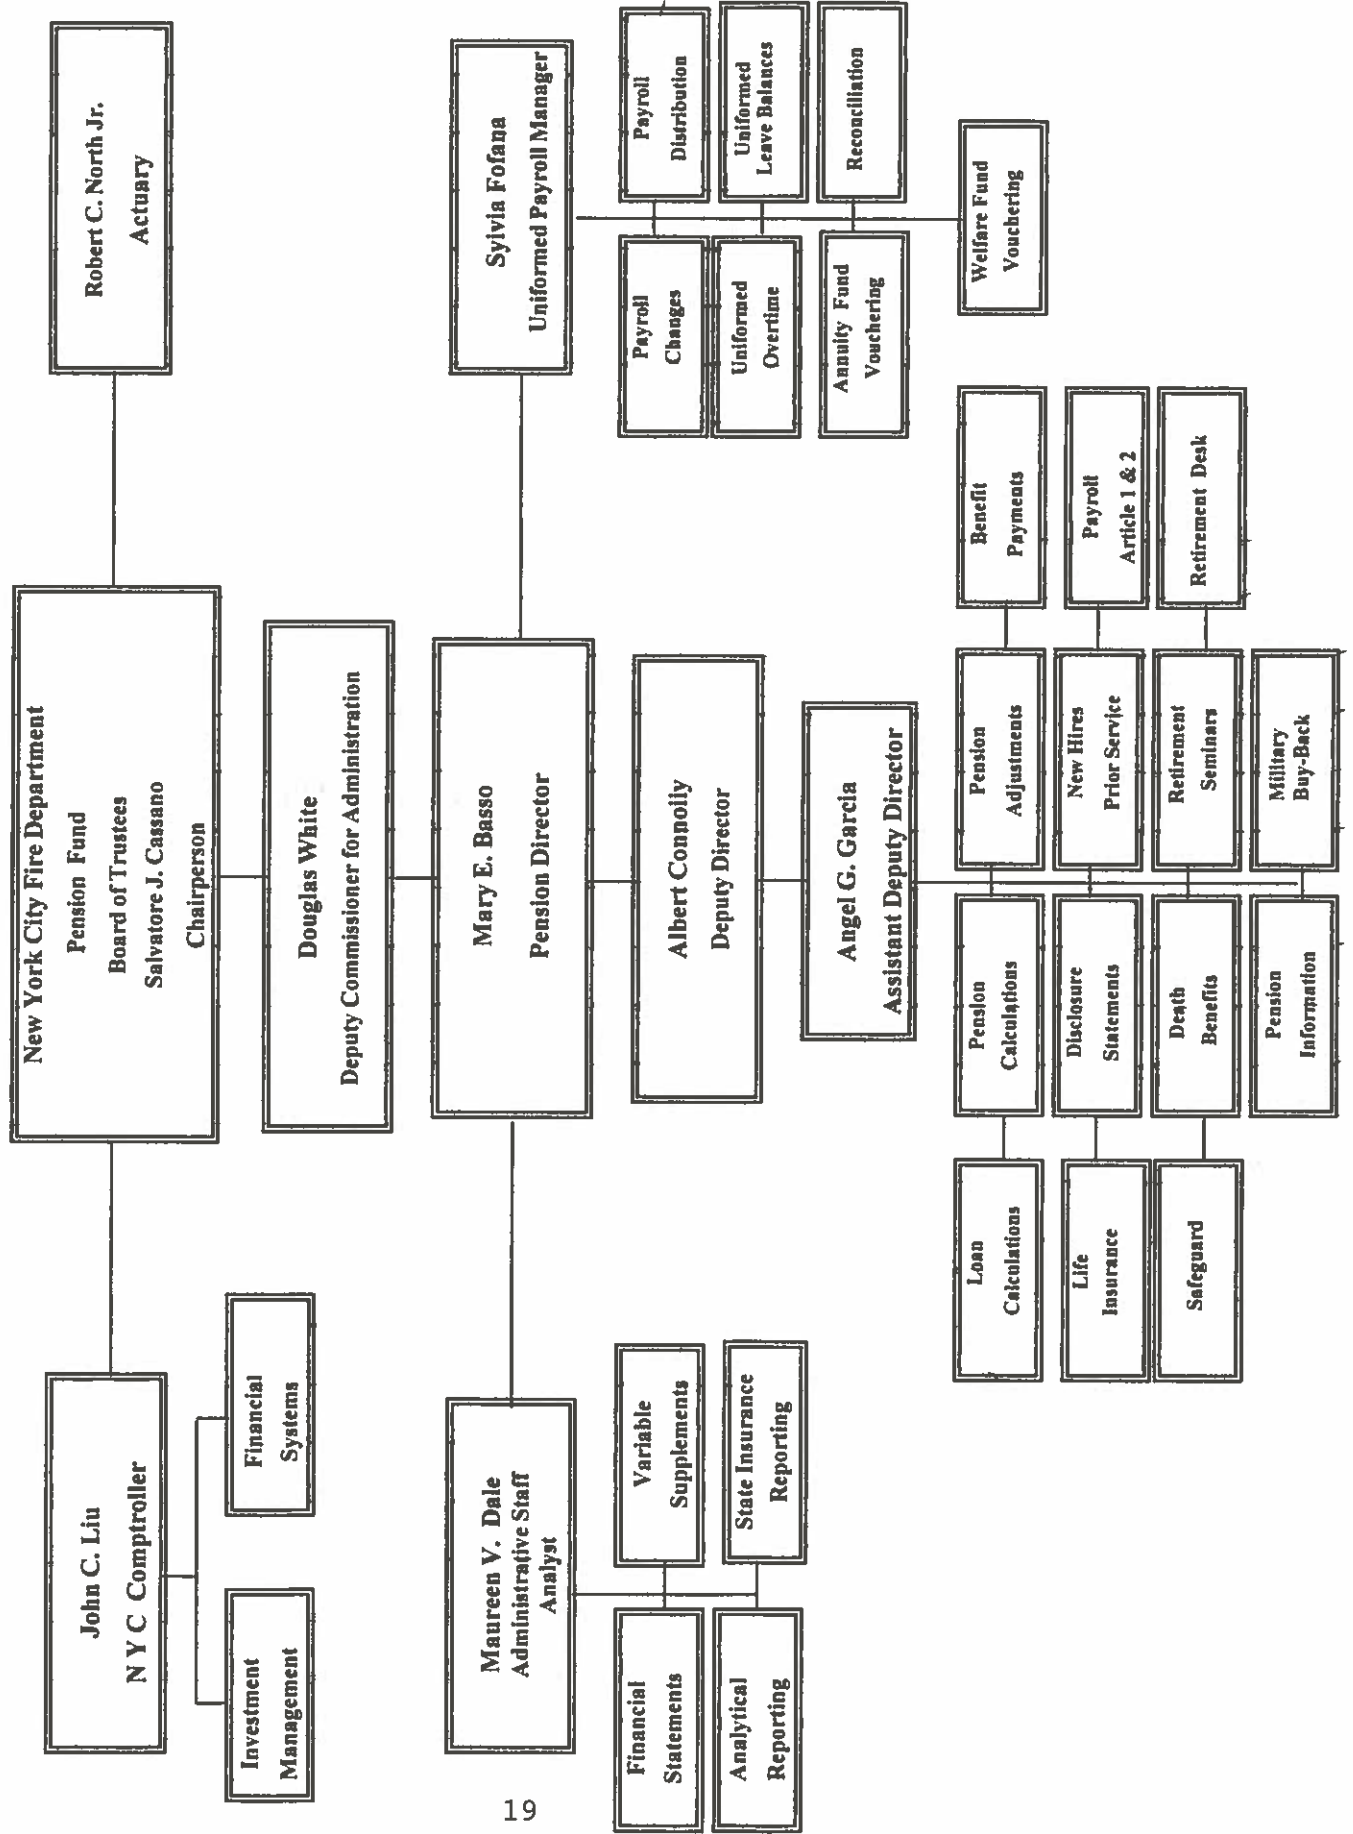 New York City Fire Department
Pension Fund
Board of Trustees
Salvatore J. Cassano
Chairperson
John C. Liu
N Y C Comptroller
Robert C. North Jr.
Actuary
Investment
Management
Financial
Systems
Douglas White
Deputy Commissioner for Administration
Mary E. Basso
Pension Director
Maureen V. Dale
Administrative Staff
Analyst
Sylvia Fofana
Uniformed Payroll Manager
Financial
Statements
Variable
Supplements
Analytical
Reporting
State Insurance
Reporting
Payroll
Changes
Payroll
Distribution
Uniformed
Overtime
Uniformed
Leave Balances
Annuity Fund
Vouchering
Reconciliation
Welfare Fund
Vouchering
Albert Connolly
Deputy Director
Angel G. Garcia
Assistant Deputy Director
Loan
Calculations
Pension
Calculations
Pension
Adjustments
Benefit
Payments
Life
Insurance
Disclosure
Statements
New Hires
Prior Service
Payroll
Article 1 & 2
Safeguard
Death
Benefits
Retirement
Seminars
Retirement Desk
Pension
Information
Military
Buy-Back
19